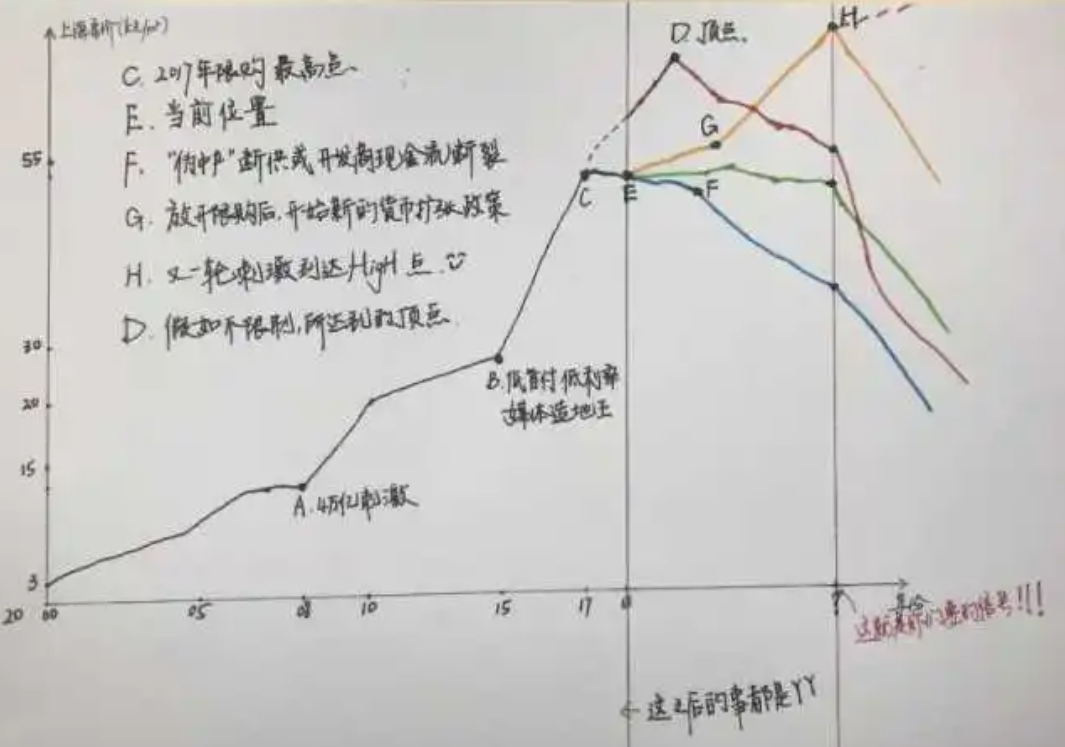 上海房价(k¥/m²)
C. 2017年限购最高点.
E. 当前位置
F. "伪中产"断供或开发商现金流断裂
G. 放开限购后,开始新的货币扩张政策
H. 又一轮刺激到达HigH点.
D. 假如不限制,所达到的顶点.
D. 顶点.
H
G
C
E
F
55
30
20
15
3
B. 低首付低利率
媒体造地王
A. 4万亿刺激
20 00
05
08
10
15
17
?
年份
这就是你们要的信号!!!
← 这之后的事都是YY